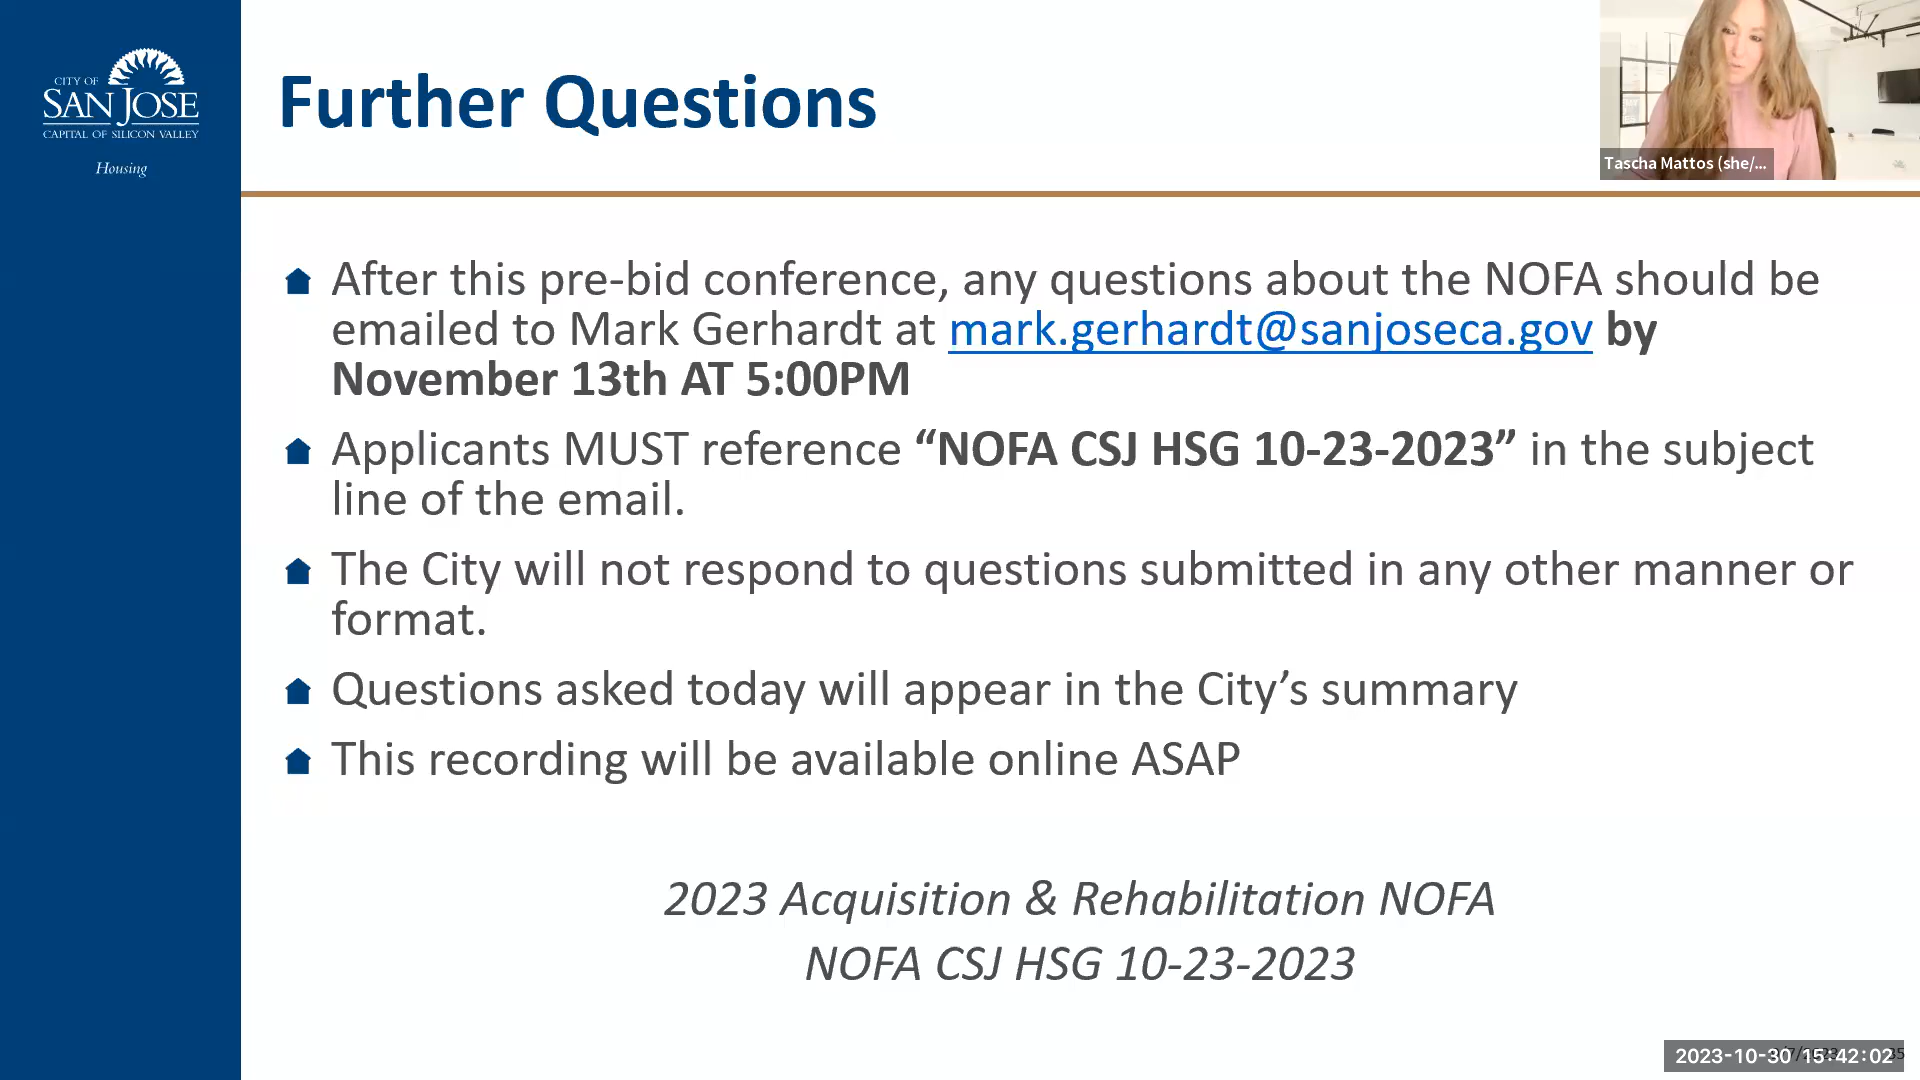 CITY OF
SAN JOSE
CAPITAL OF SILICON VALLEY
Housing
Further Questions
Tascha Mattos (she/...
After this pre-bid conference, any questions about the NOFA should be
emailed to Mark Gerhardt at mark.gerhardt@sanjoseca.gov by
November 13th AT 5:00PM
Applicants MUST reference “NOFA CSJ HSG 10-23-2023” in the subject
line of the email.
The City will not respond to questions submitted in any other manner or
format.
Questions asked today will appear in the City’s summary
This recording will be available online ASAP
2023 Acquisition & Rehabilitation NOFA
NOFA CSJ HSG 10-23-2023
2023-10-30 15:42:02